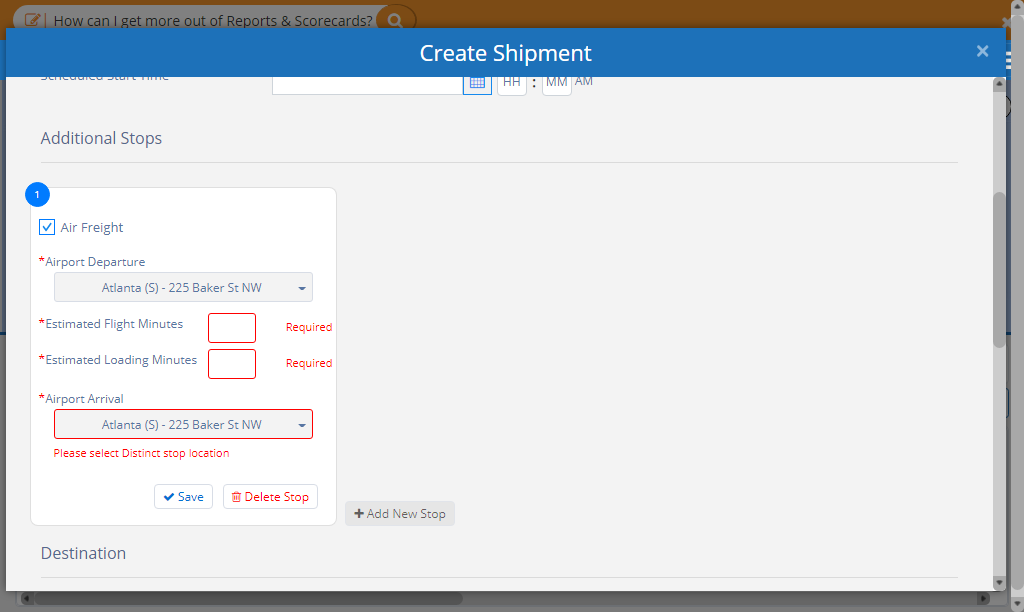 How can I get more out of Reports & Scorecards?
Create Shipment ×
Scheduled Start Time
HH : MM AM
Additional Stops
1
Air Freight
*Airport Departure
Atlanta (S) - 225 Baker St NW
*Estimated Flight Minutes Required
*Estimated Loading Minutes Required
*Airport Arrival
Atlanta (S) - 225 Baker St NW
Please select Distinct stop location
Save Delete Stop
+ Add New Stop
Destination